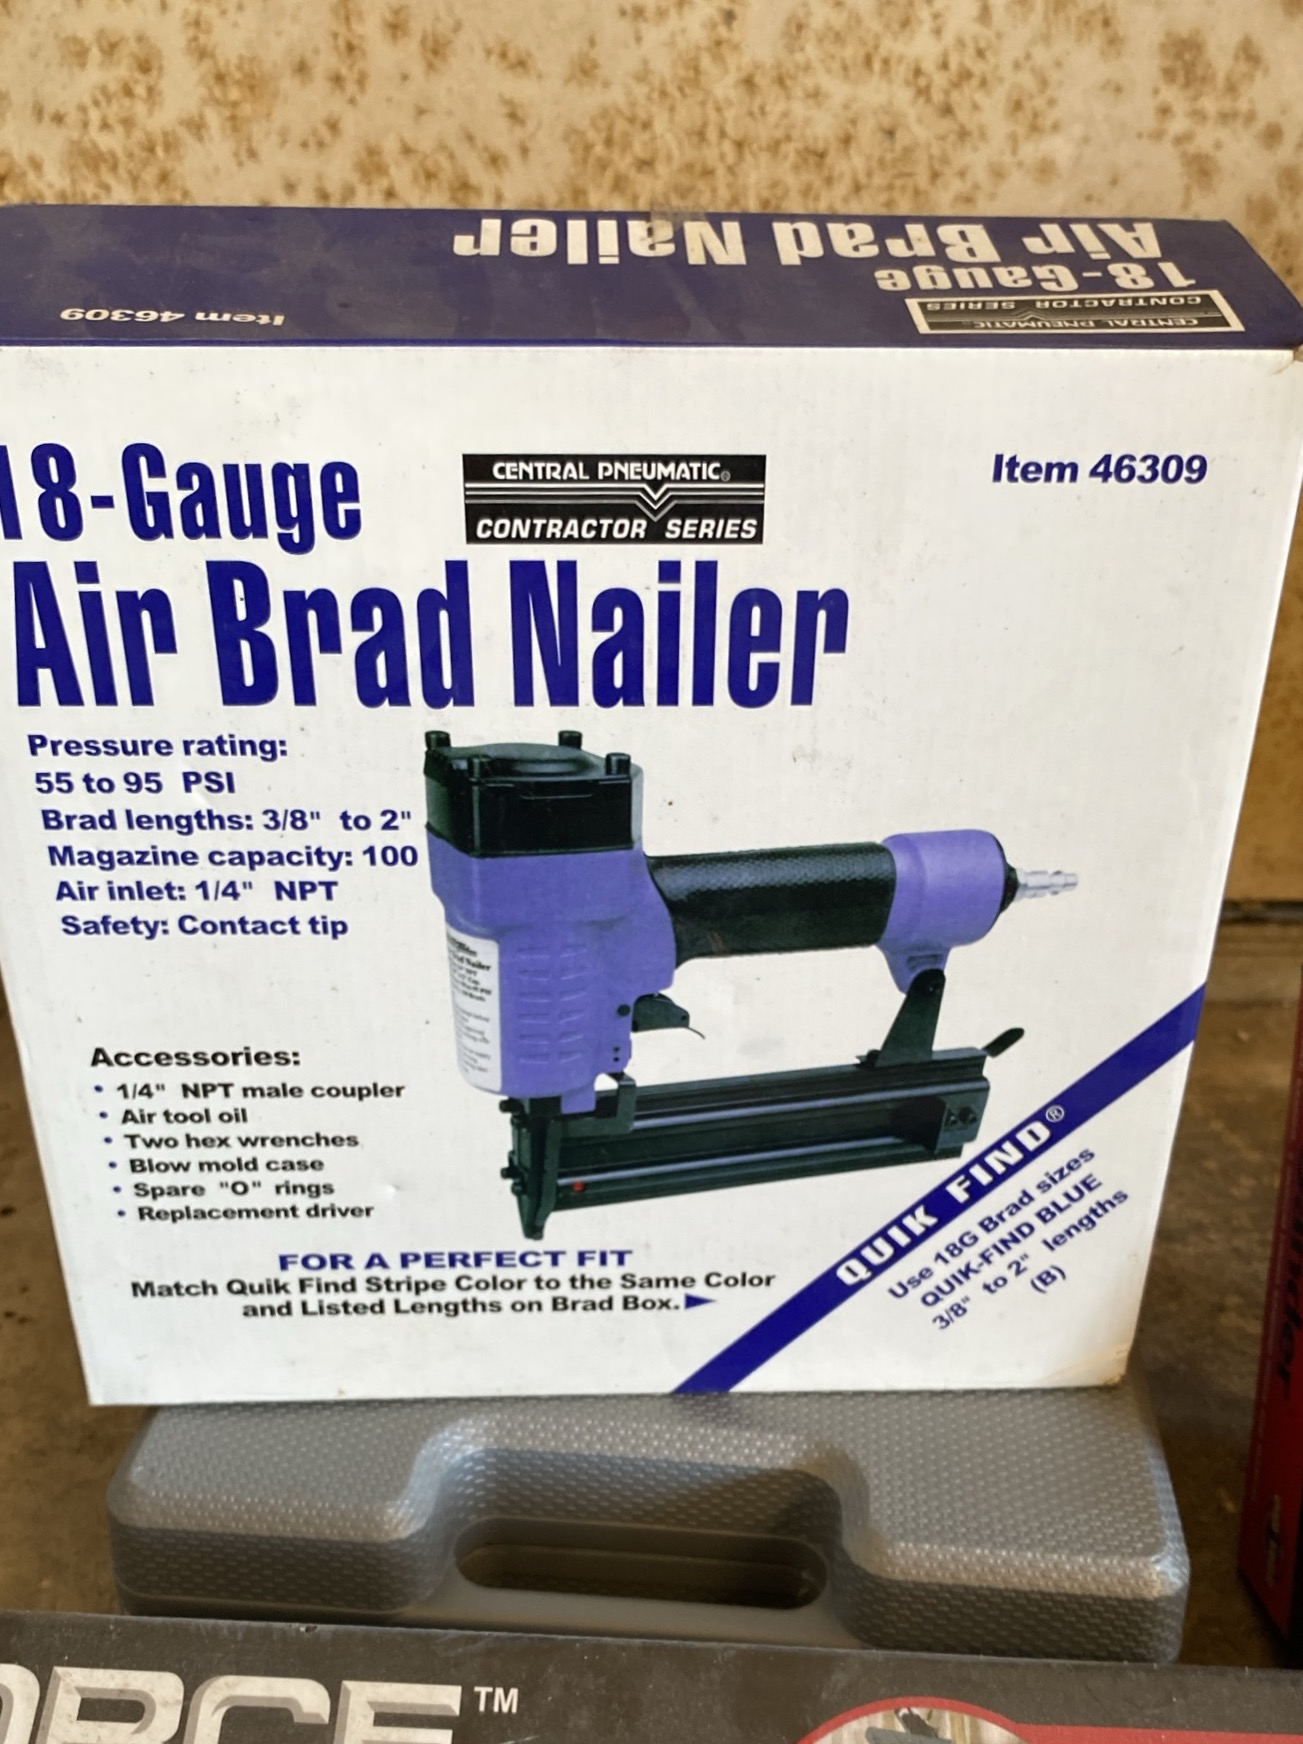 Air Brad Nailer
18-Gauge
CENTRAL PNEUMATIC
CONTRACTOR SERIES
Item 46309
18-Gauge
CENTRAL PNEUMATIC®
CONTRACTOR SERIES
Item 46309
Air Brad Nailer
Pressure rating:
55 to 95 PSI
Brad lengths: 3/8" to 2"
Magazine capacity: 100
Air inlet: 1/4" NPT
Safety: Contact tip
Accessories:
• 1/4" NPT male coupler
• Air tool oil
• Two hex wrenches
• Blow mold case
• Spare "O" rings
• Replacement driver
FOR A PERFECT FIT
Match Quik Find Stripe Color to the Same Color
and Listed Lengths on Brad Box.
QUIK FIND®
Use 18G Brad sizes
QUIK-FIND BLUE
3/8" to 2" lengths
(B)
ORCE™